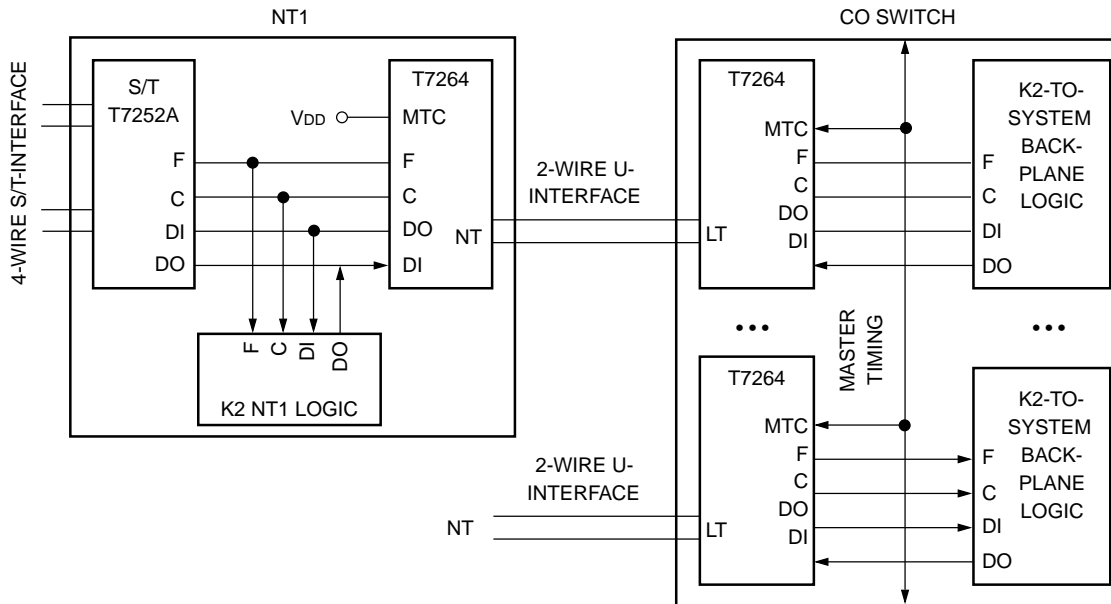 NT1
CO SWITCH
4-WIRE S/T-INTERFACE
S/T
T7252A
F
C
DI
DO
T7264
VDD
MTC
F
C
DO
DI
NT
F
C
DI
DO
K2 NT1 LOGIC
2-WIRE U-
INTERFACE
T7264
MTC
F
C
DO
DI
LT
K2-TO-
SYSTEM
BACK-
PLANE
LOGIC
F
C
DI
DO
•••
MASTER
TIMING
•••
2-WIRE U-
INTERFACE
NT
T7264
MTC
F
C
DO
DI
LT
K2-TO-
SYSTEM
BACK-
PLANE
LOGIC
F
C
DI
DO